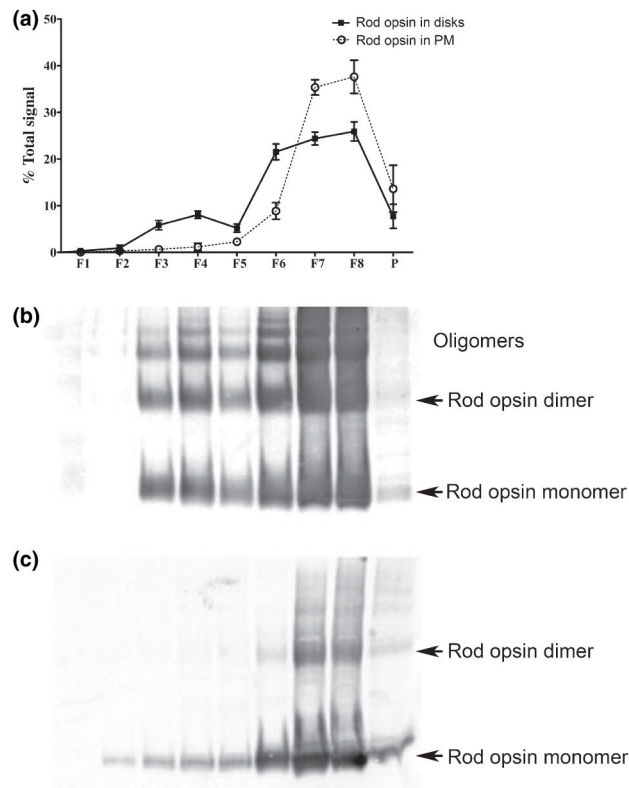 (a)
50
40
30
20
10
0
% Total signal
Rod opsin in disks
Rod opsin in PM
F1 F2 F3 F4 F5 F6 F7 F8 P
(b)
Oligomers
Rod opsin dimer
Rod opsin monomer
(c)
Rod opsin dimer
Rod opsin monomer